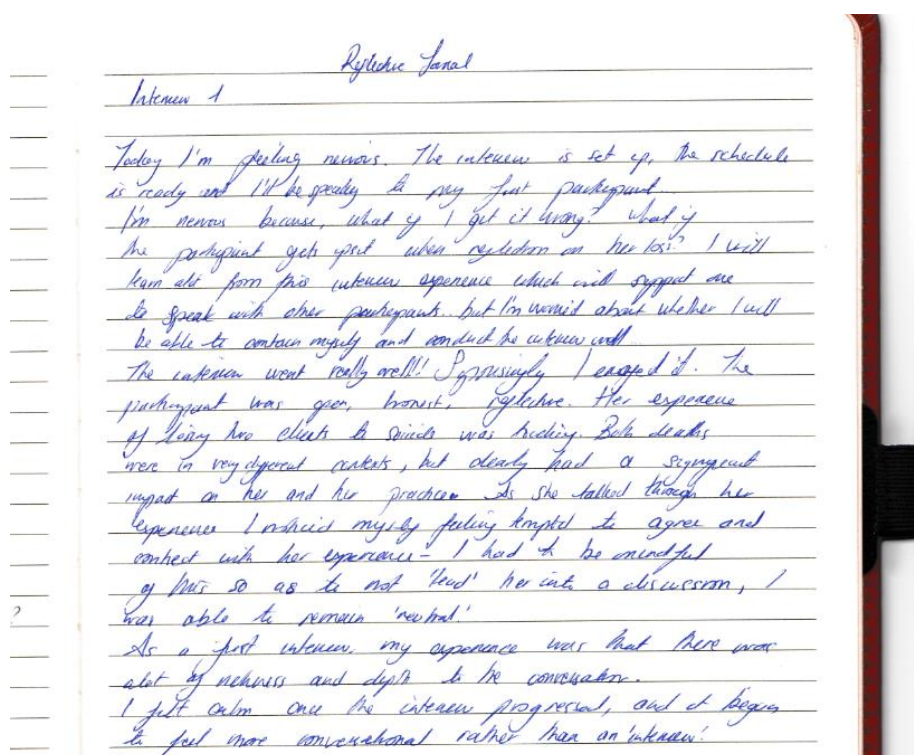 Reflective Jornal
Interview 1
Today I'm feeling nervous. The interview is set up, the schedule
is ready and I'll be speaking to my first participant...
I'm nervous because, what if I get it wrong? What if
the participant gets upset when reflection on her loss? I will
learn alot from this interview experience which will support me
to speak with other participants.. but I'm worried about whether I will
be able to contain myself and conduct the interview well...
The interview went really well! Suprisingly I enjoyed it. The
participant was open, honest, reflective. Her experience
of losing two clients to suicide was touching. Both deaths
were in very different contexts, but clearly had a significant
impact on her and her practice. As she talked through her
experiences I noticed myself feeling tempted to agree and
connect with her experience - I had to be mindful
of this so as to not 'lead' her into a discussion, I
was able to remain 'neutral'.
As a first interview, my experience was that there was
alot of richness and depth to the conversation.
I felt calm once the interview progressed, and it began
to feel more conversational rather than an 'interview'.
?